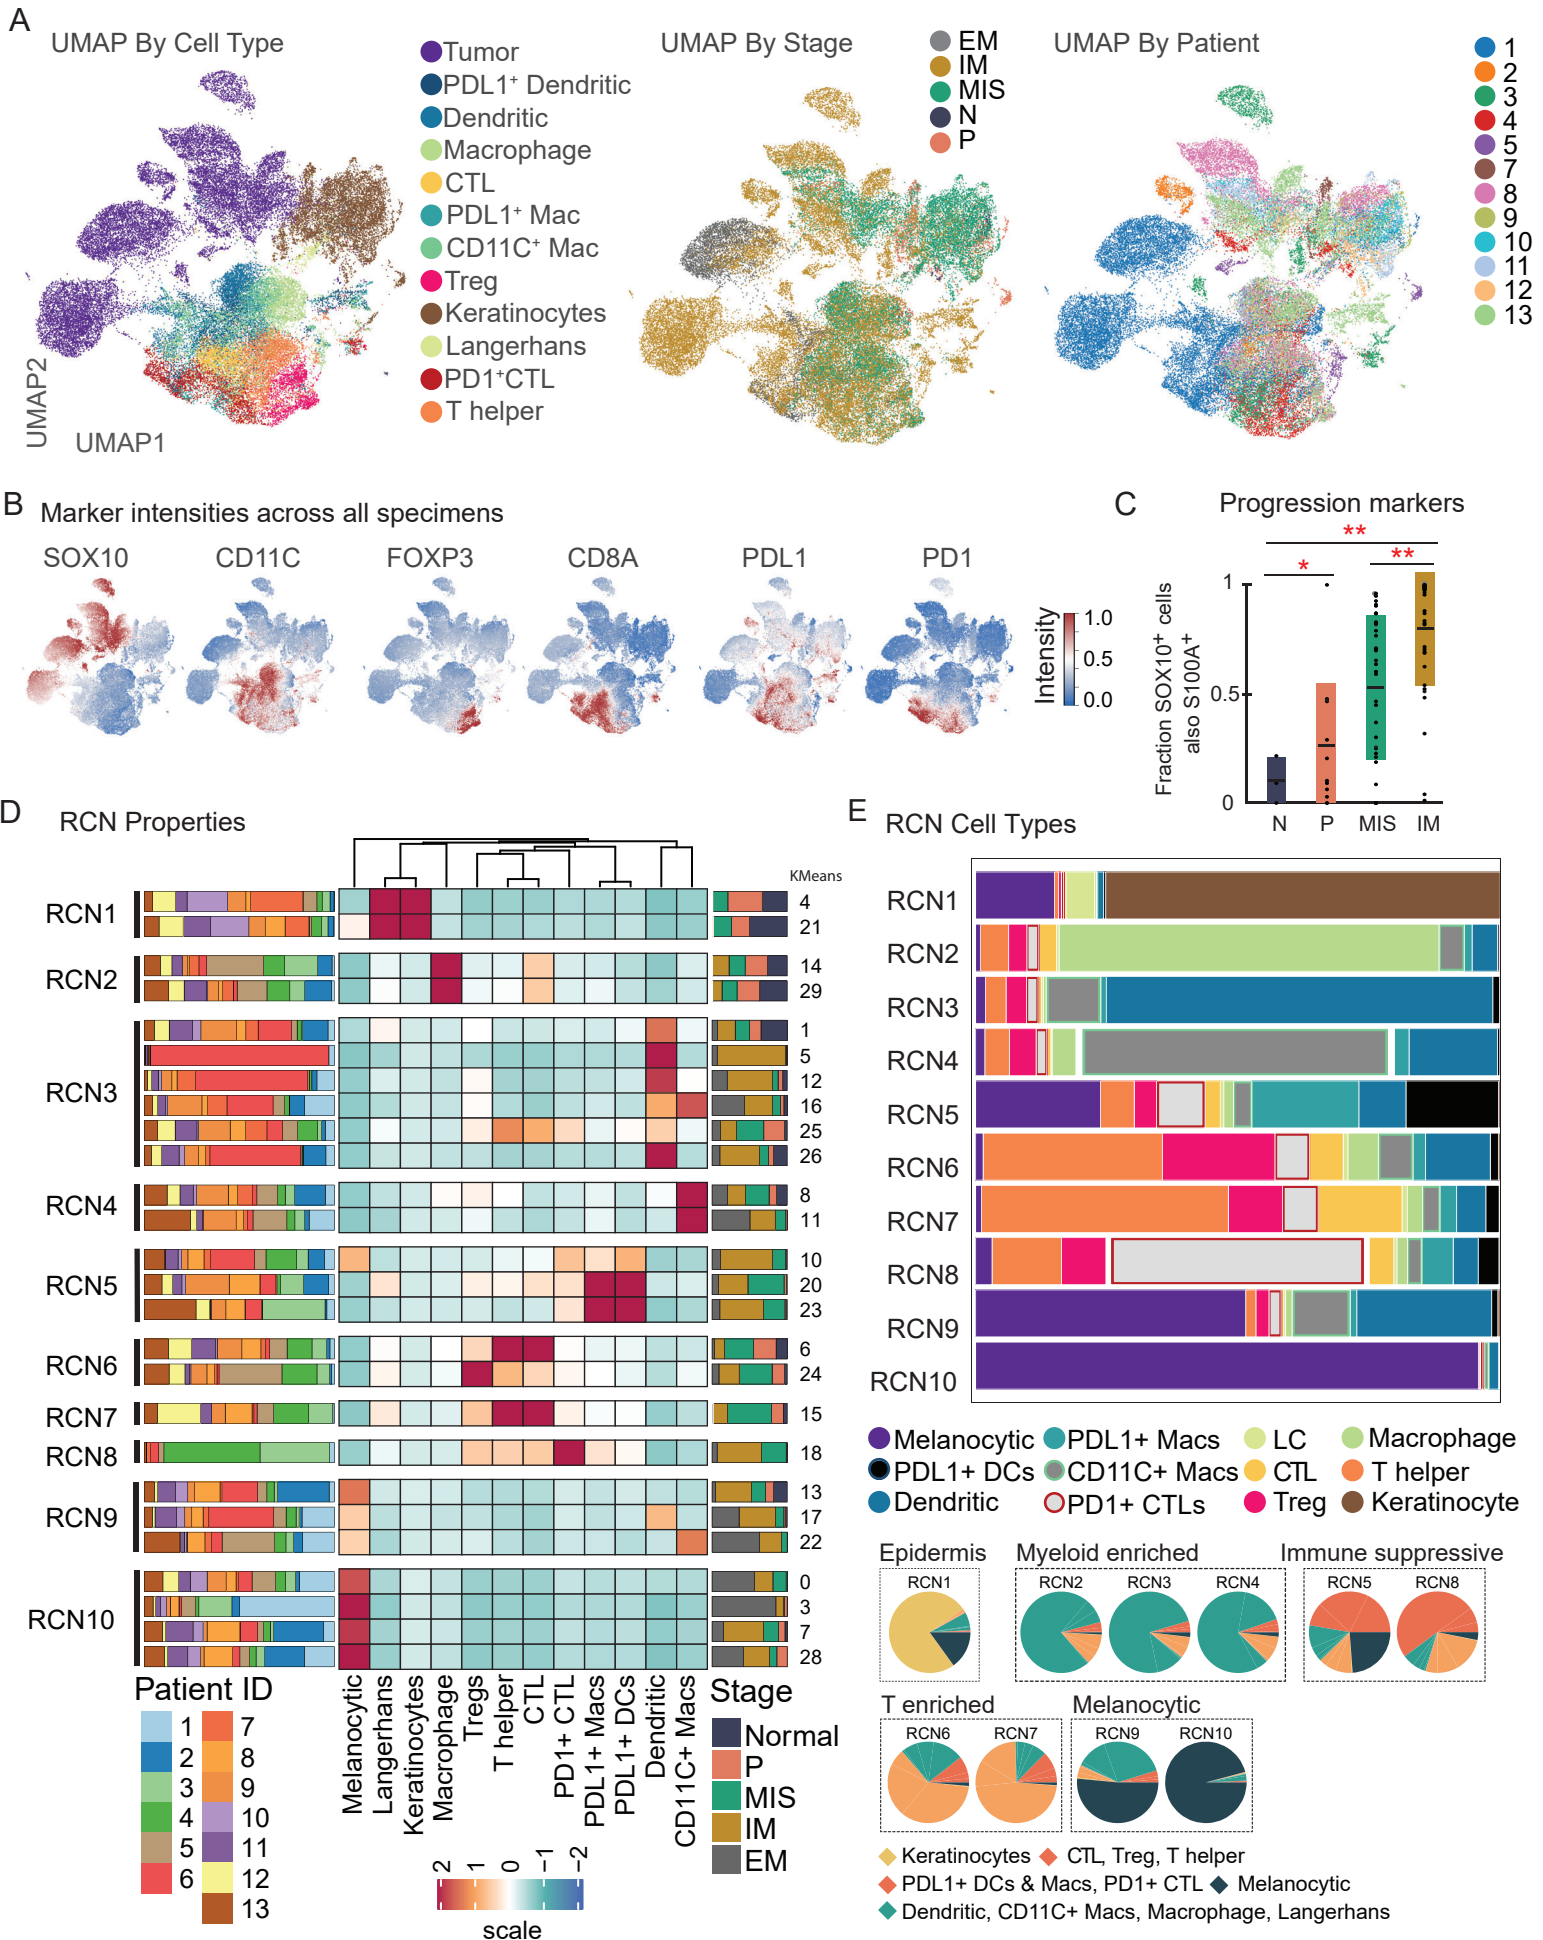 A
UMAP By Cell Type
Tumor
PDL1+ Dendritic
Dendritic
Macrophage
CTL
PDL1+ Mac
CD11C+ Mac
Treg
Keratinocytes
Langerhans
PD1+CTL
T helper
UMAP2
UMAP1
UMAP By Stage
EM
IM
MIS
N
P
UMAP By Patient
1
2
3
4
5
7
8
9
10
11
12
13
B
Marker intensities across all specimens
SOX10
CD11C
FOXP3
CD8A
PDL1
PD1
Intensity
1.0
0.5
0.0
C
Progression markers
**
**
*
Fraction SOX10+ cells
also S100A+
1
0.5
0
N
P
MIS
IM
D
RCN Properties
KMeans
RCN1
4
21
RCN2
14
29
RCN3
1
5
12
16
25
26
RCN4
8
11
RCN5
10
20
23
RCN6
6
24
RCN7
15
RCN8
18
RCN9
13
17
22
RCN10
0
3
7
28
Patient ID
1
2
3
4
5
6
7
8
9
10
11
12
13
Melanocytic
Langerhans
Keratinocytes
Macrophage
Tregs
T helper
CTL
PD1+ CTL
PDL1+ Macs
PDL1+ DCs
Dendritic
CD11C+ Macs
2
1
0
−1
−2
scale
Stage
Normal
P
MIS
IM
EM
E
RCN Cell Types
RCN1
RCN2
RCN3
RCN4
RCN5
RCN6
RCN7
RCN8
RCN9
RCN10
Melanocytic
PDL1+ Macs
LC
Macrophage
PDL1+ DCs
CD11C+ Macs
CTL
T helper
Dendritic
PD1+ CTLs
Treg
Keratinocyte
Epidermis
Myeloid enriched
Immune suppressive
RCN1
RCN2
RCN3
RCN4
RCN5
RCN8
T enriched
Melanocytic
RCN6
RCN7
RCN9
RCN10
Keratinocytes
CTL, Treg, T helper
PDL1+ DCs & Macs, PD1+ CTL
Melanocytic
Dendritic, CD11C+ Macs, Macrophage, Langerhans